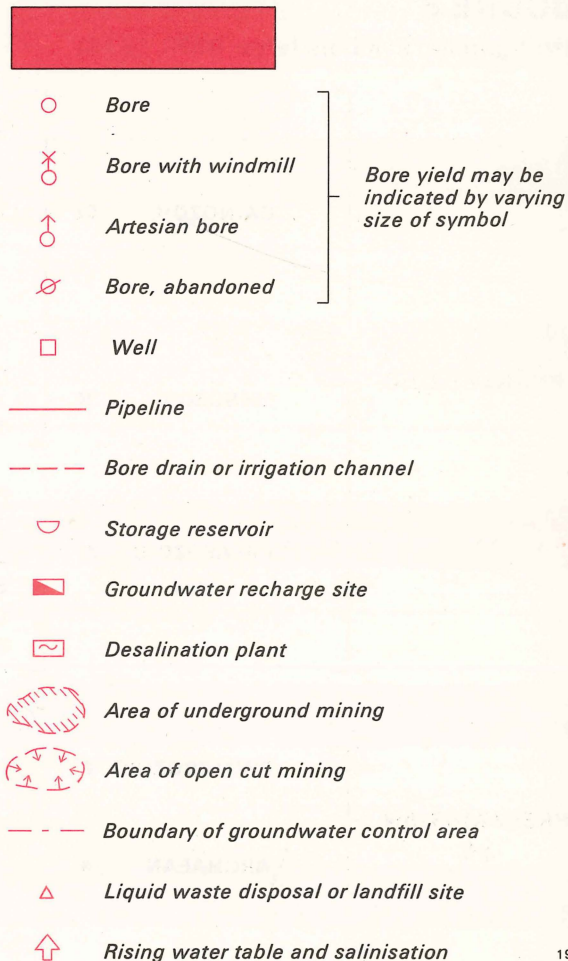 Bore
Bore with windmill
Artesian bore
Bore, abandoned
Bore yield may be
indicated by varying
size of symbol
Well
Pipeline
Bore drain or irrigation channel
Storage reservoir
Groundwater recharge site
Desalination plant
Area of underground mining
Area of open cut mining
Boundary of groundwater control area
Liquid waste disposal or landfill site
Rising water table and salinisation
19